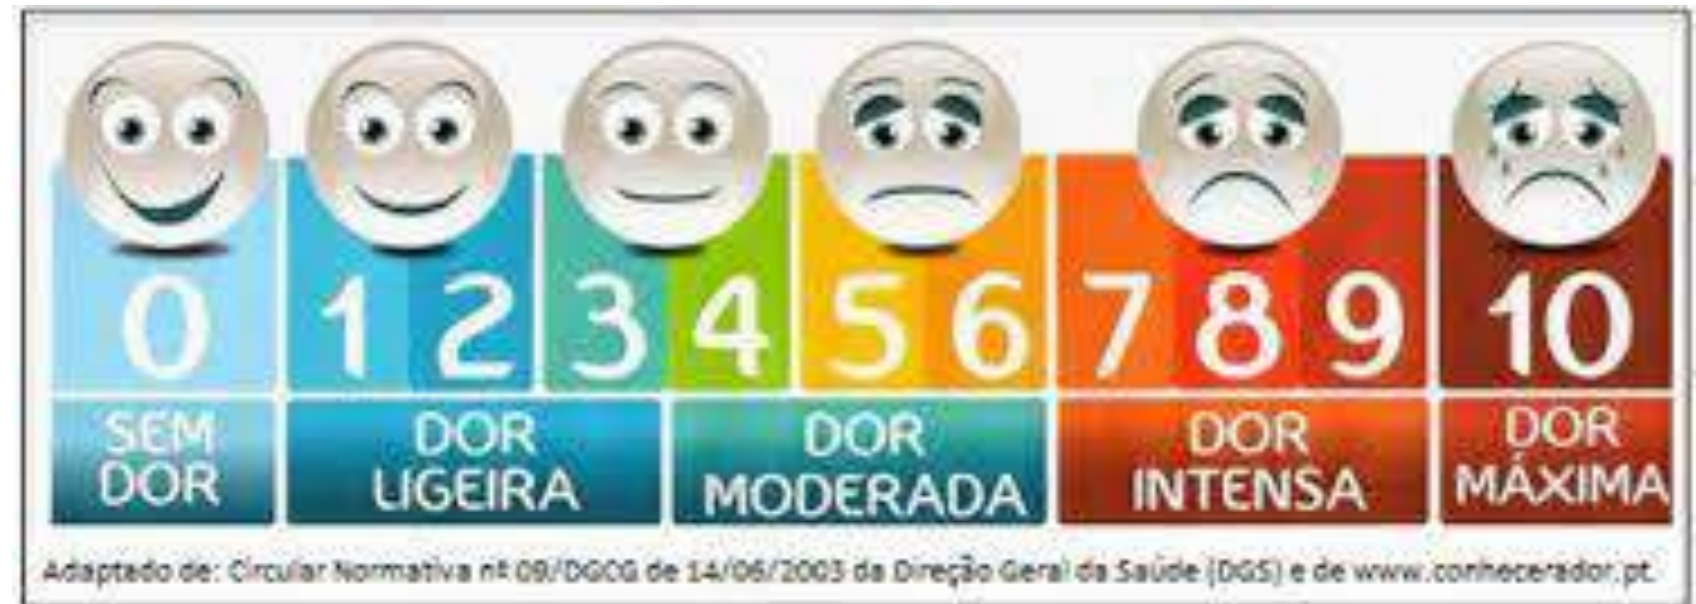 0 1 2 3 4 5 6 7 8 9 10
SEM DOR
DOR LIGEIRA
DOR MODERADA
DOR INTENSA
DOR MÁXIMA
Adaptado de: Circular Normativa nº 09/DGCG de 14/06/2003 da Direção Geral da Saúde (DGS) e de www.conhecerador.pt.